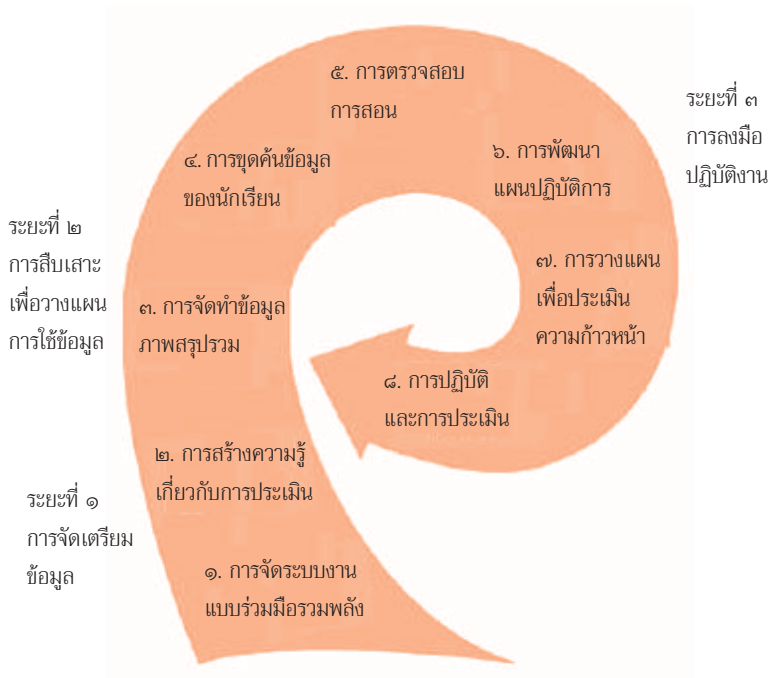 ระยะที่ ๑
การจัดเตรียม
ข้อมูล
๑. การจัดระบบงาน
แบบร่วมมือรวมพลัง
๒. การสร้างความรู้
เกี่ยวกับการประเมิน
ระยะที่ ๒
การสืบเสาะ
เพื่อวางแผน
การใช้ข้อมูล
๓. การจัดทำข้อมูล
ภาพสรุปรวม
๔. การขุดค้นข้อมูล
ของนักเรียน
๕. การตรวจสอบ
การสอน
ระยะที่ ๓
การลงมือ
ปฏิบัติงาน
๖. การพัฒนา
แผนปฏิบัติการ
๗. การวางแผน
เพื่อประเมิน
ความก้าวหน้า
๘. การปฏิบัติ
และการประเมิน